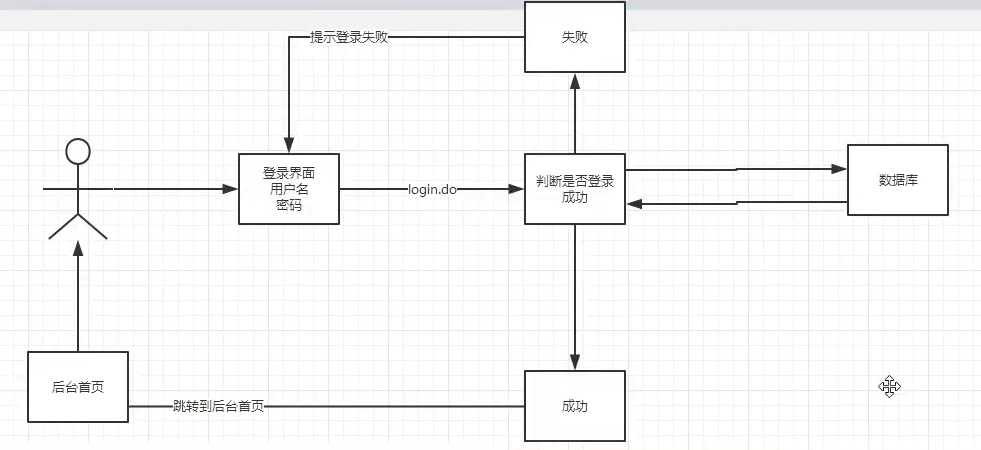 失败
提示登录失败
登录界面
用户名
密码
login.do
判断是否登录
成功
数据库
后台首页
跳转到后台首页
成功